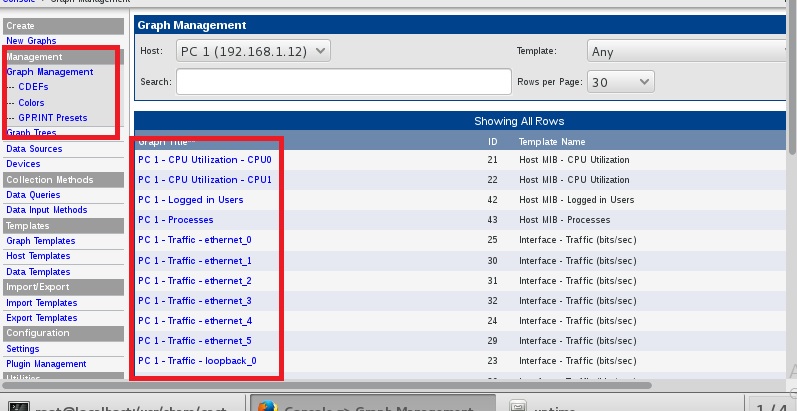 Console -> Graph Management
Create
New Graphs
Management
Graph Management
--- CDEFs
--- Colors
--- GPRINT Presets
Graph Trees
Data Sources
Devices
Collection Methods
Data Queries
Data Input Methods
Templates
Graph Templates
Host Templates
Data Templates
Import/Export
Import Templates
Export Templates
Configuration
Settings
Plugin Management
Utilities
Graph Management
Host: PC 1 (192.168.1.12) Template: Any
Search: Rows per Page: 30
Showing All Rows
Graph Title** ID Template Name
PC 1 - CPU Utilization - CPU0 21 Host MIB - CPU Utilization
PC 1 - CPU Utilization - CPU1 22 Host MIB - CPU Utilization
PC 1 - Logged in Users 42 Host MIB - Logged in Users
PC 1 - Processes 43 Host MIB - Processes
PC 1 - Traffic - ethernet_0 25 Interface - Traffic (bits/sec)
PC 1 - Traffic - ethernet_1 30 Interface - Traffic (bits/sec)
PC 1 - Traffic - ethernet_2 31 Interface - Traffic (bits/sec)
PC 1 - Traffic - ethernet_3 32 Interface - Traffic (bits/sec)
PC 1 - Traffic - ethernet_4 24 Interface - Traffic (bits/sec)
PC 1 - Traffic - ethernet_5 29 Interface - Traffic (bits/sec)
PC 1 - Traffic - loopback_0 23 Interface - Traffic (bits/sec)
root@localhost:/usr/share/cact Console -> Graph Management uptime 1 / 4